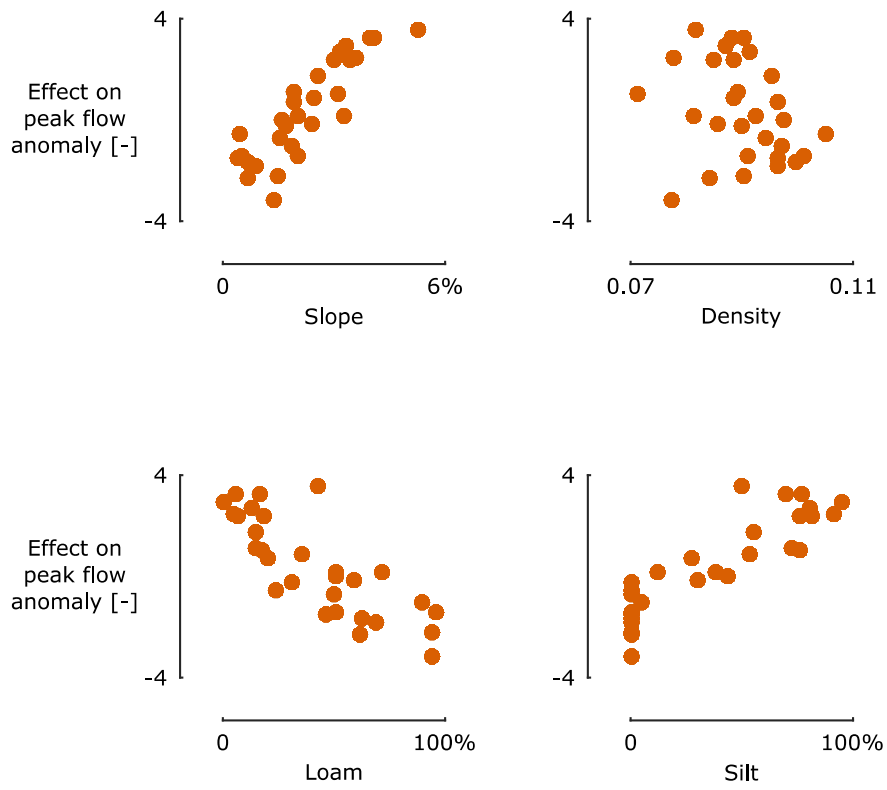 4
Effect on
peak flow
anomaly [-]
-4
0
6%
Slope
4
-4
0.07
0.11
Density
4
Effect on
peak flow
anomaly [-]
-4
0
100%
Loam
4
-4
0
100%
Silt